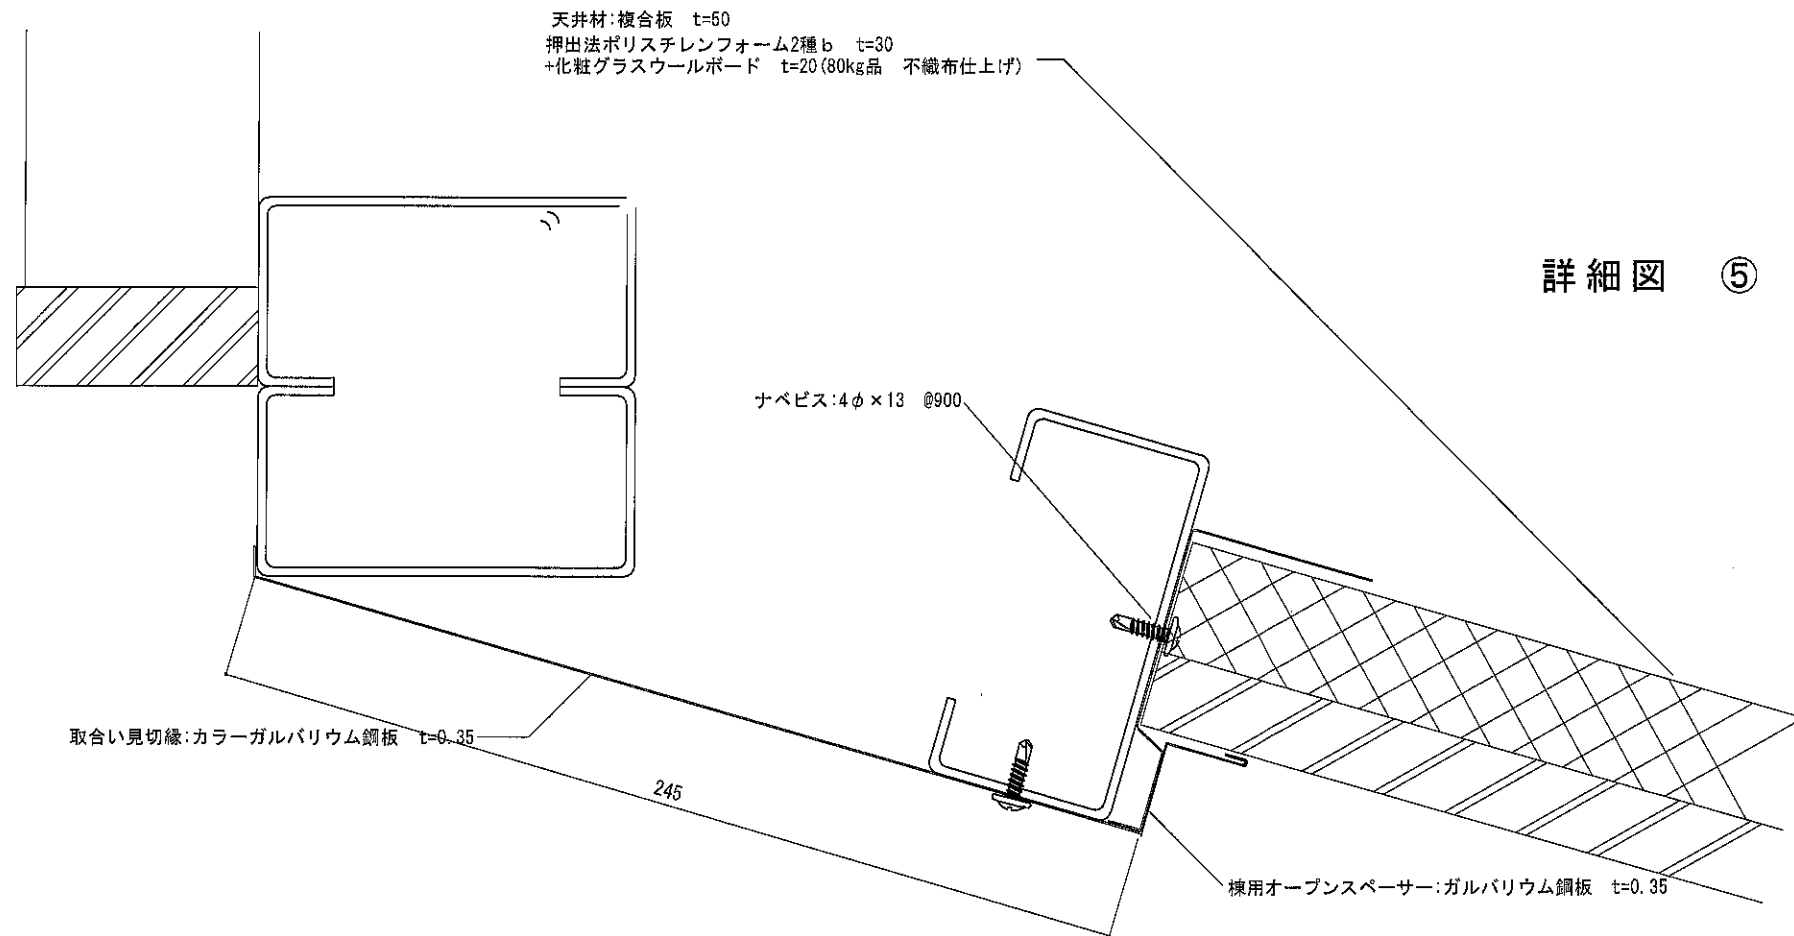 天井材:複合板 t=50
押出法ポリスチレンフォーム2種b t=30
+化粧グラスウールボード t=20(80kg品 不織布仕上げ)
詳細図 ⑤
ナベビス:4φ×13 @900
取合い見切縁:カラーガルバリウム鋼板 t=0.35
245
棟用オープンスペーサー:ガルバリウム鋼板 t=0.35